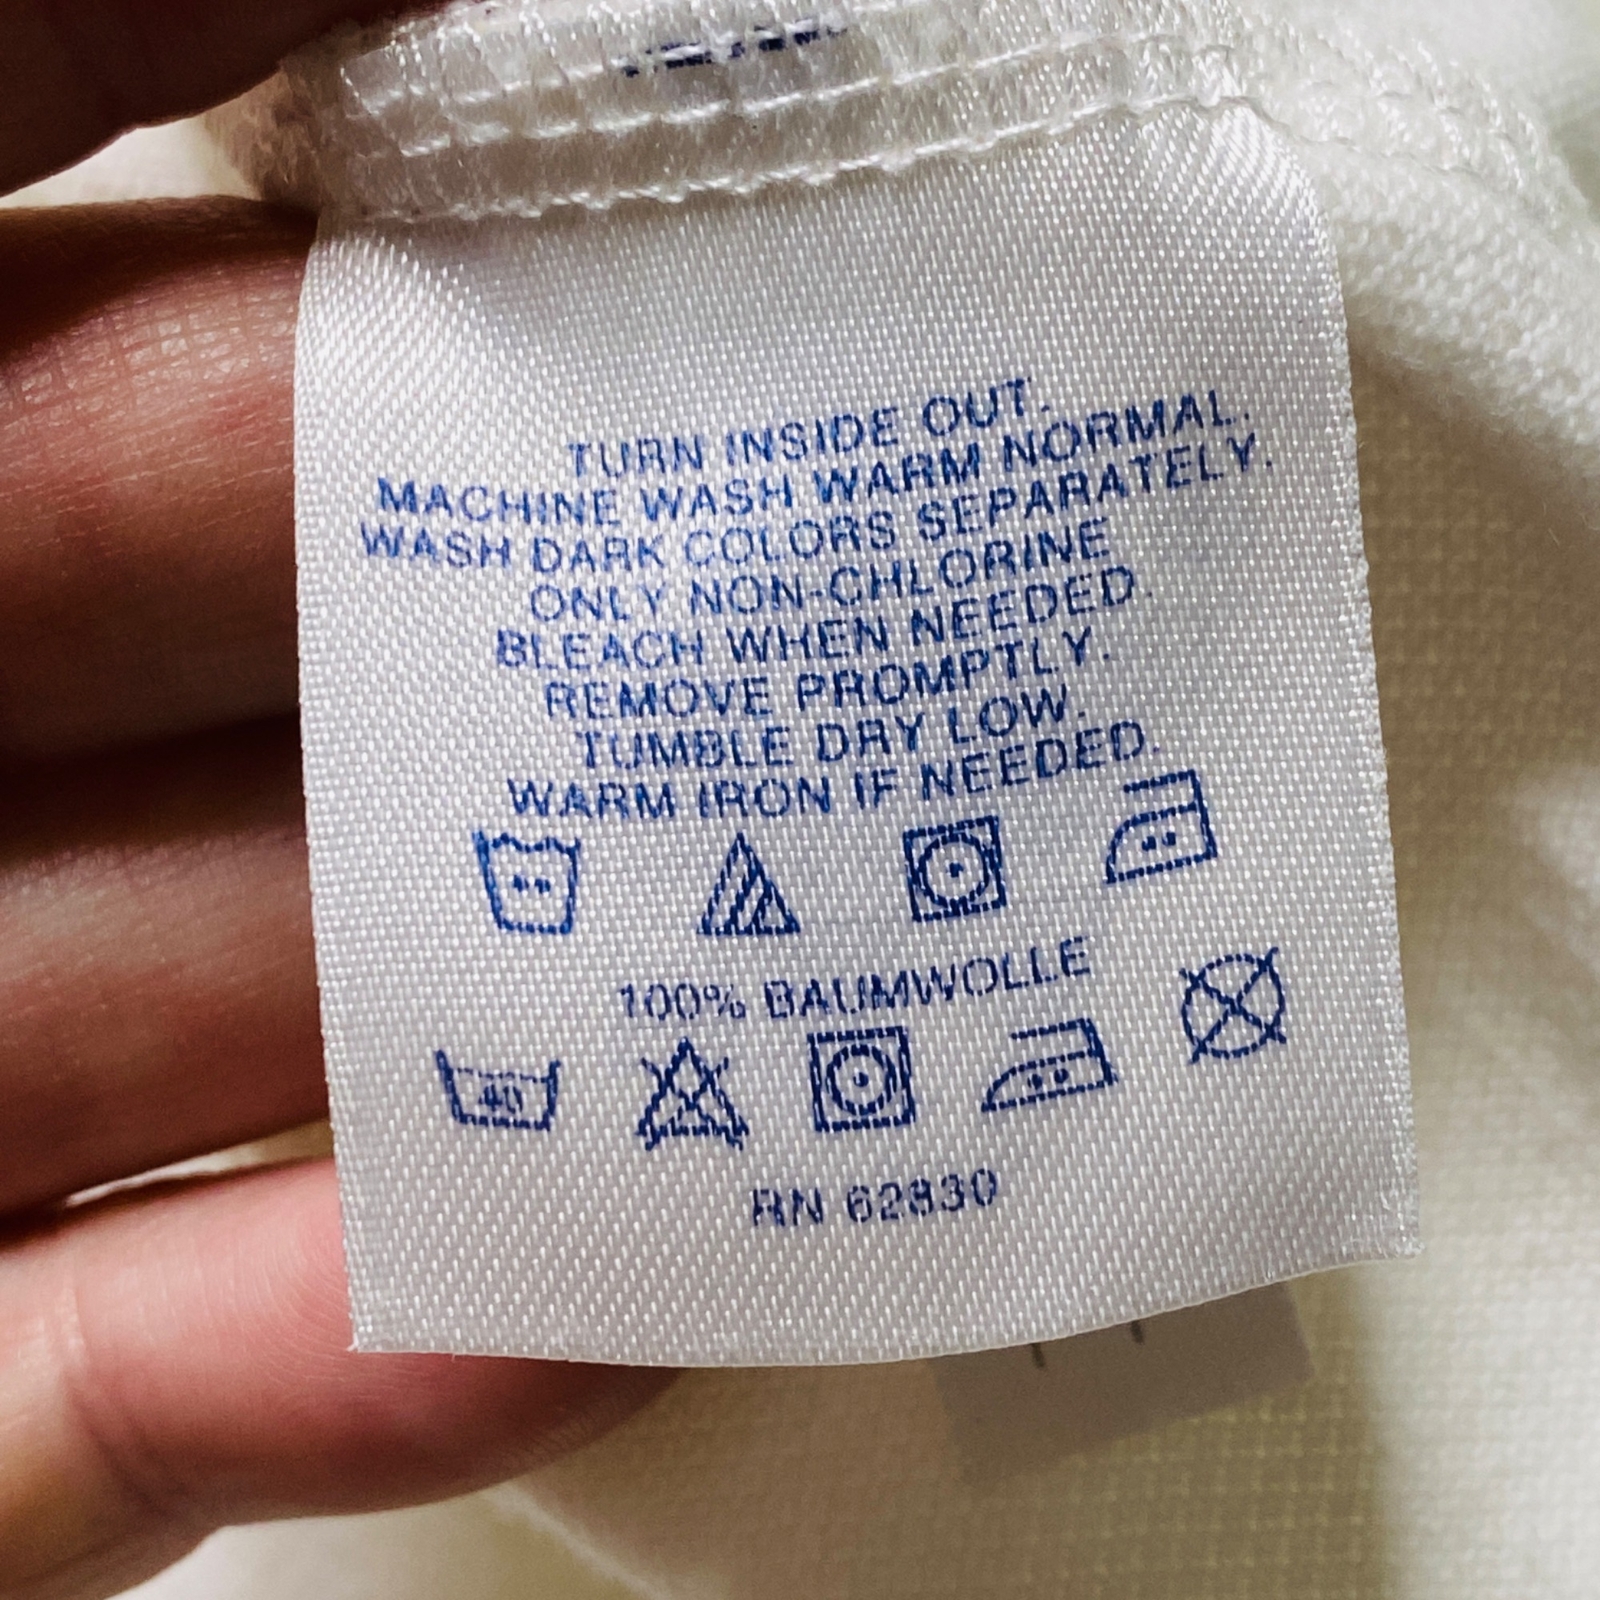 TURN INSIDE OUT.
MACHINE WASH WARM NORMAL.
WASH DARK COLORS SEPARATELY.
ONLY NON-CHLORINE
BLEACH WHEN NEEDED.
REMOVE PROMPTLY.
TUMBLE DRY LOW.
WARM IRON IF NEEDED.
100% BAUMWOLLE
40
RN 62830